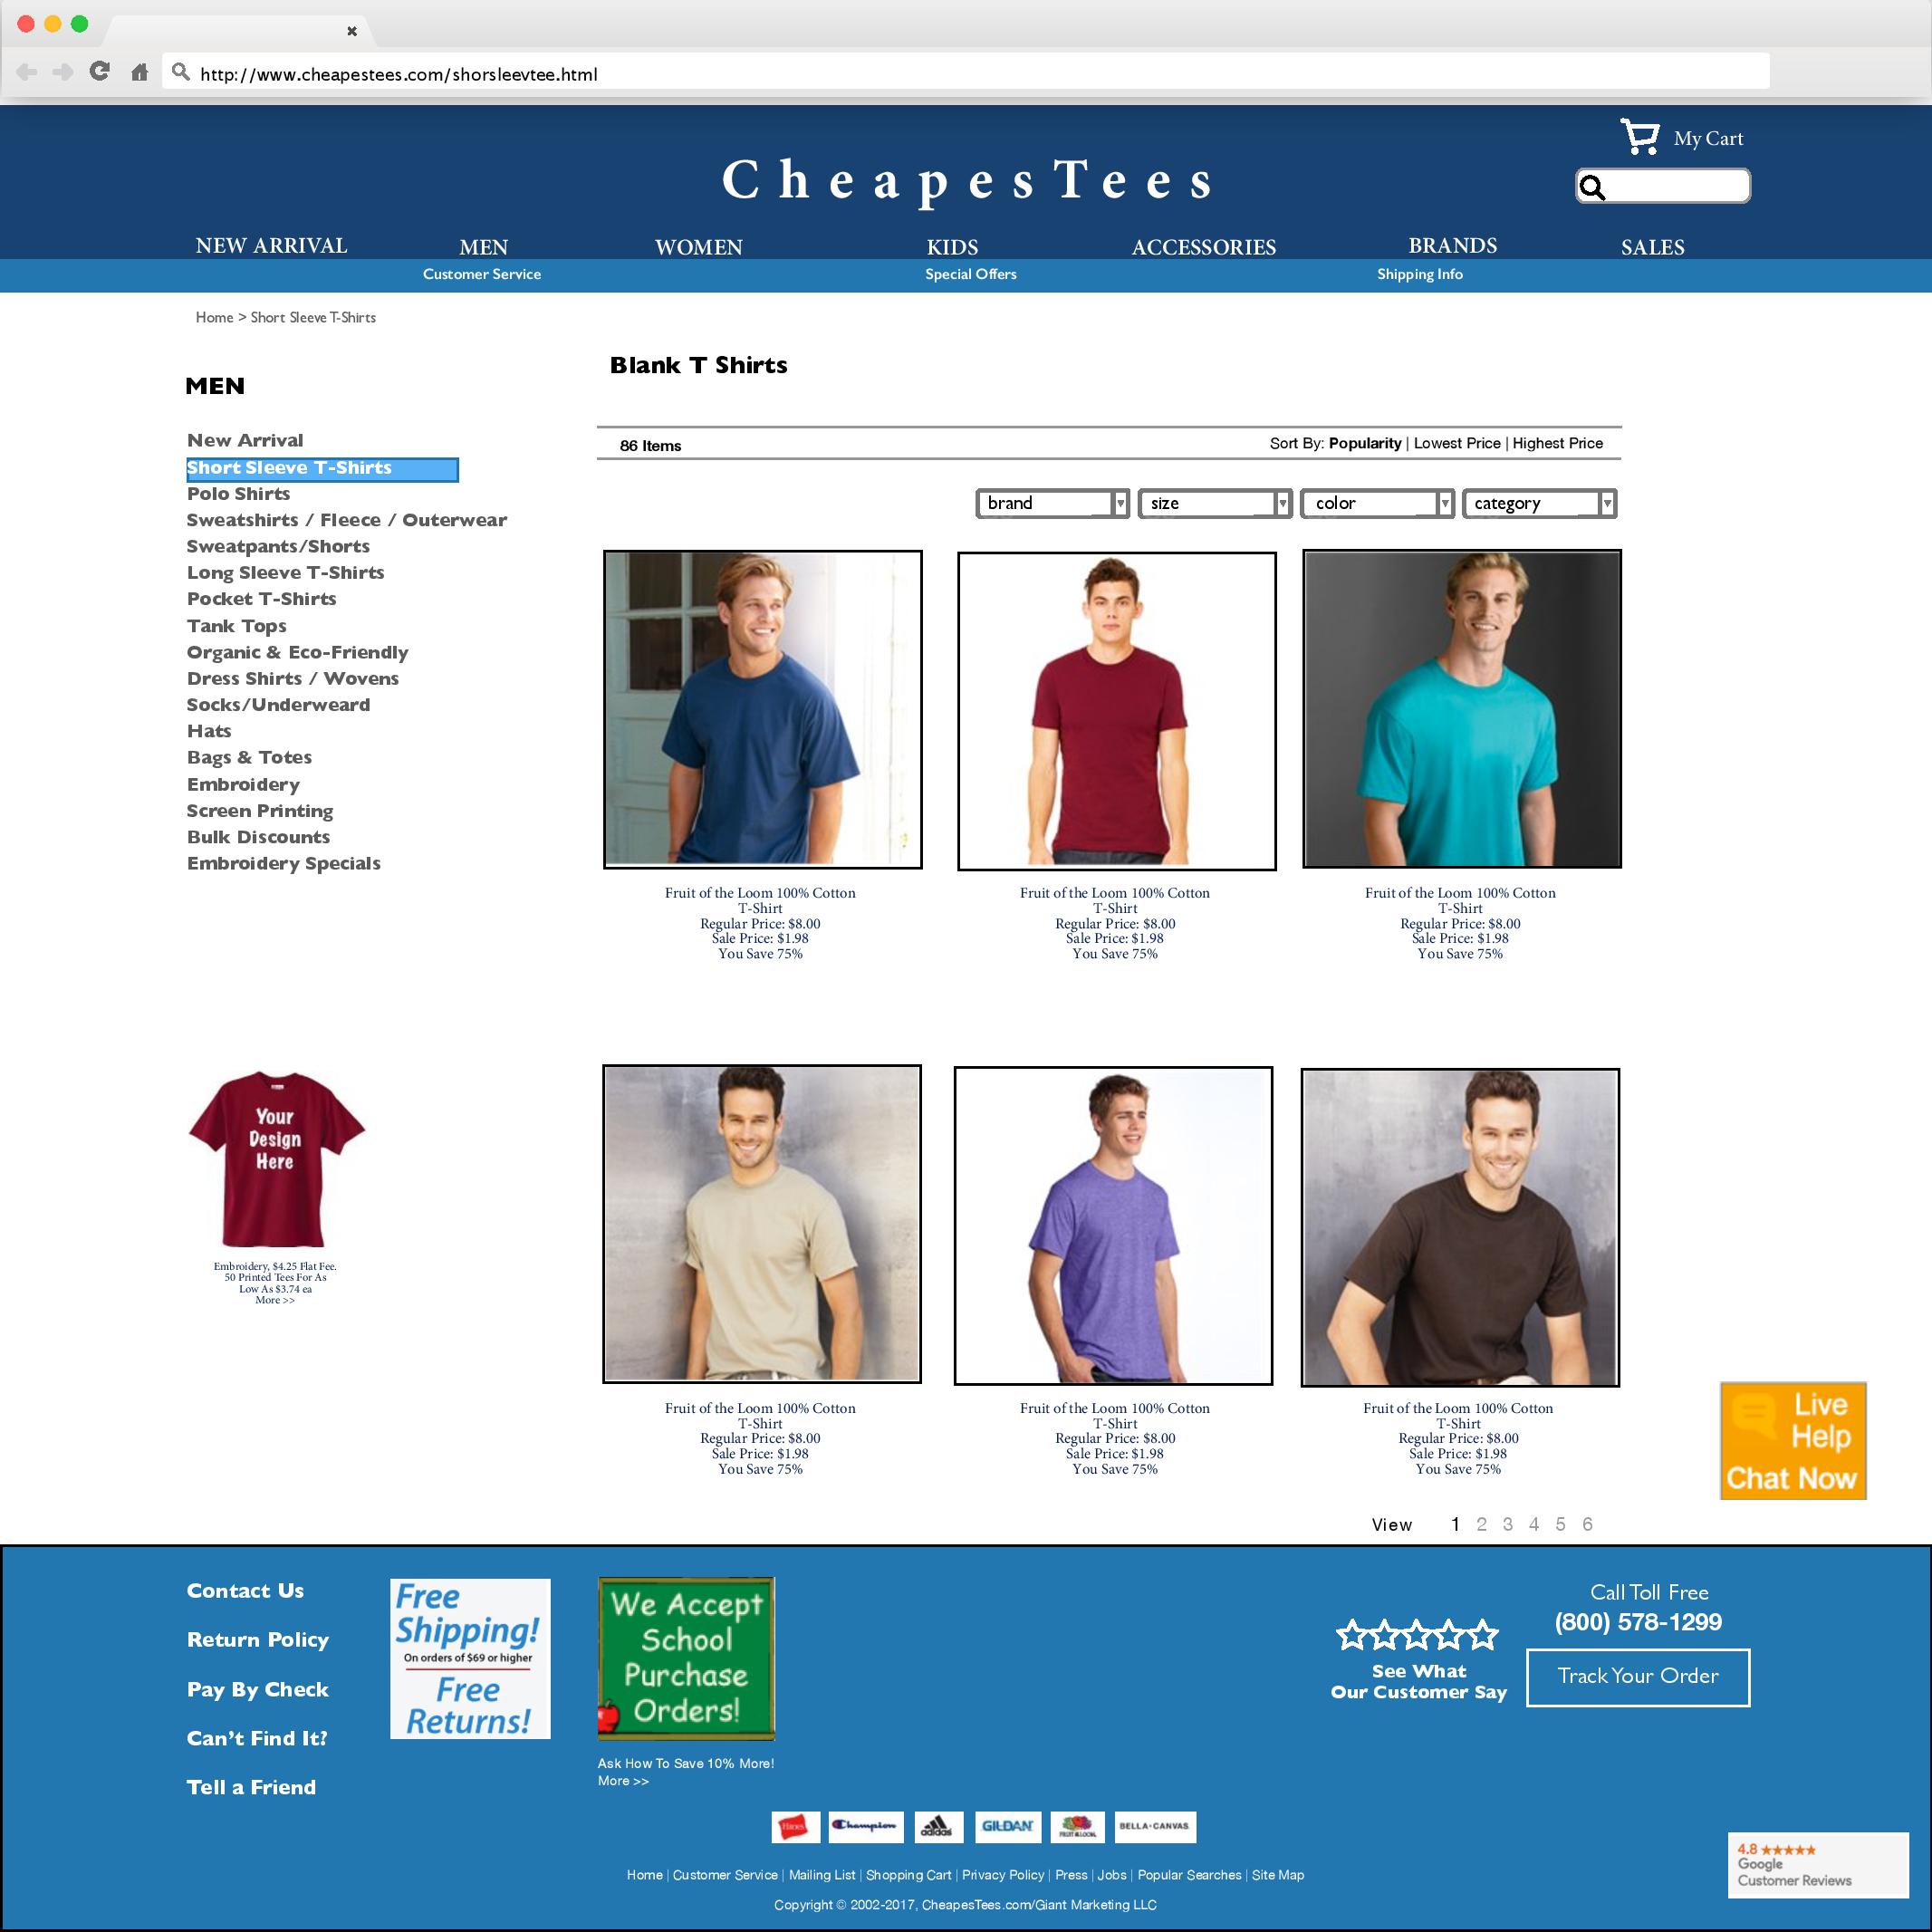 http://www.cheapestees.com/shorsleevtee.html
My Cart
CheapesTees
NEW ARRIVAL MEN WOMEN KIDS ACCESSORIES BRANDS SALES
Customer Service Special Offers Shipping Info
Home > Short Sleeve T-Shirts
Blank T Shirts
MEN
New Arrival
Short Sleeve T-Shirts
Polo Shirts
Sweatshirts / Fleece / Outerwear
Sweatpants/Shorts
Long Sleeve T-Shirts
Pocket T-Shirts
Tank Tops
Organic & Eco-Friendly
Dress Shirts / Wovens
Socks/Underweard
Hats
Bags & Totes
Embroidery
Screen Printing
Bulk Discounts
Embroidery Specials
86 Items
Sort By: Popularity | Lowest Price | Highest Price
brand size color category
Fruit of the Loom 100% Cotton
T-Shirt
Regular Price: $8.00
Sale Price: $1.98
You Save 75%
Fruit of the Loom 100% Cotton
T-Shirt
Regular Price: $8.00
Sale Price: $1.98
You Save 75%
Fruit of the Loom 100% Cotton
T-Shirt
Regular Price: $8.00
Sale Price: $1.98
You Save 75%
Your
Design
Here
Embroidery, $4.25 Flat Fee.
50 Printed Tees For As
Low As $3.74 ea
More >>
Fruit of the Loom 100% Cotton
T-Shirt
Regular Price: $8.00
Sale Price: $1.98
You Save 75%
Fruit of the Loom 100% Cotton
T-Shirt
Regular Price: $8.00
Sale Price: $1.98
You Save 75%
Fruit of the Loom 100% Cotton
T-Shirt
Regular Price: $8.00
Sale Price: $1.98
You Save 75%
Live
Help
Chat Now
View 1 2 3 4 5 6
Contact Us
Return Policy
Pay By Check
Can't Find It?
Tell a Friend
Free
Shipping!
On orders of $69 or higher
Free
Returns!
We Accept
School
Purchase
Orders!
Ask How To Save 10% More!
More >>
See What
Our Customer Say
Call Toll Free
(800) 578-1299
Track Your Order
Hanes Champion adidas GILDAN FRUIT OF THE LOOM BELLA+CANVAS
Home | Customer Service | Mailing List | Shopping Cart | Privacy Policy | Press | Jobs | Popular Searches | Site Map
Copyright © 2002-2017, CheapesTees.com/Giant Marketing LLC
4.8 ★★★★★
Google
Customer Reviews